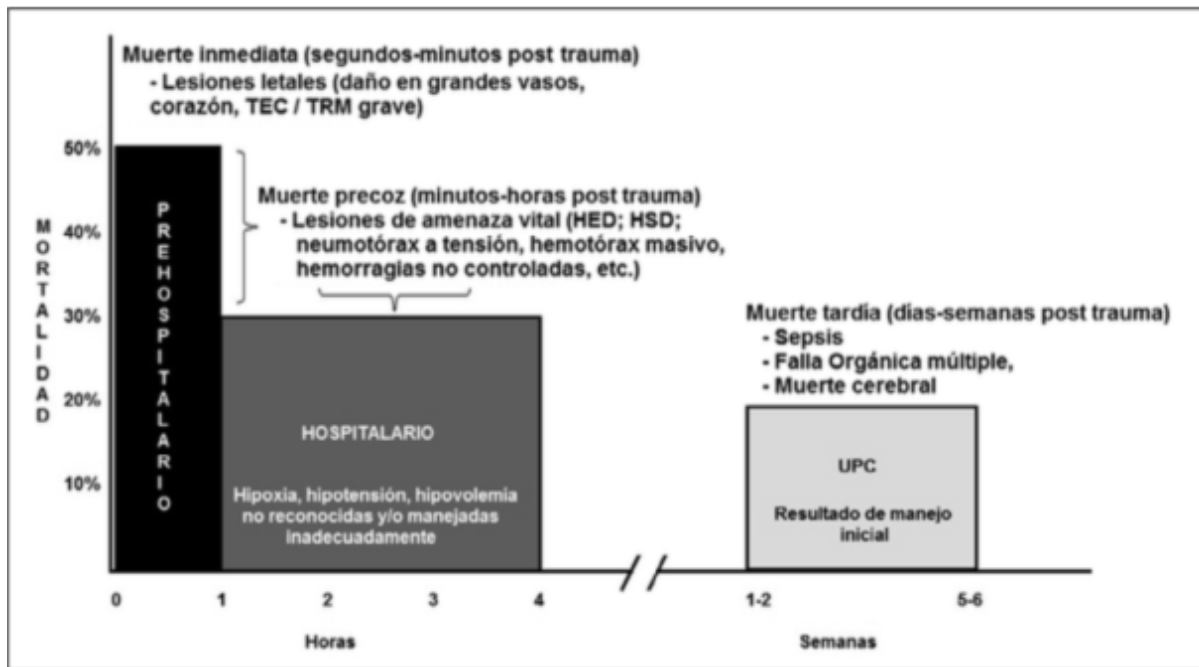 Muerte inmediata (segundos-minutos post trauma)
- Lesiones letales (daño en grandes vasos,
corazón, TEC / TRM grave)
50%
40%
30%
20%
10%
MORTALIDAD
PREHOSPITALARIO
Muerte precoz (minutos-horas post trauma)
- Lesiones de amenaza vital (HED; HSD;
neumotórax a tensión, hemotórax masivo,
hemorragias no controladas, etc.)
HOSPITALARIO
Hipoxia, hipotensión, hipovolemia
no reconocidas y/o manejadas
inadecuadamente
Muerte tardía (días-semanas post trauma)
- Sepsis
- Falla Orgánica múltiple,
- Muerte cerebral
UPC
Resultado de manejo
inicial
0 1 2 3 4 1-2 5-6
Horas Semanas